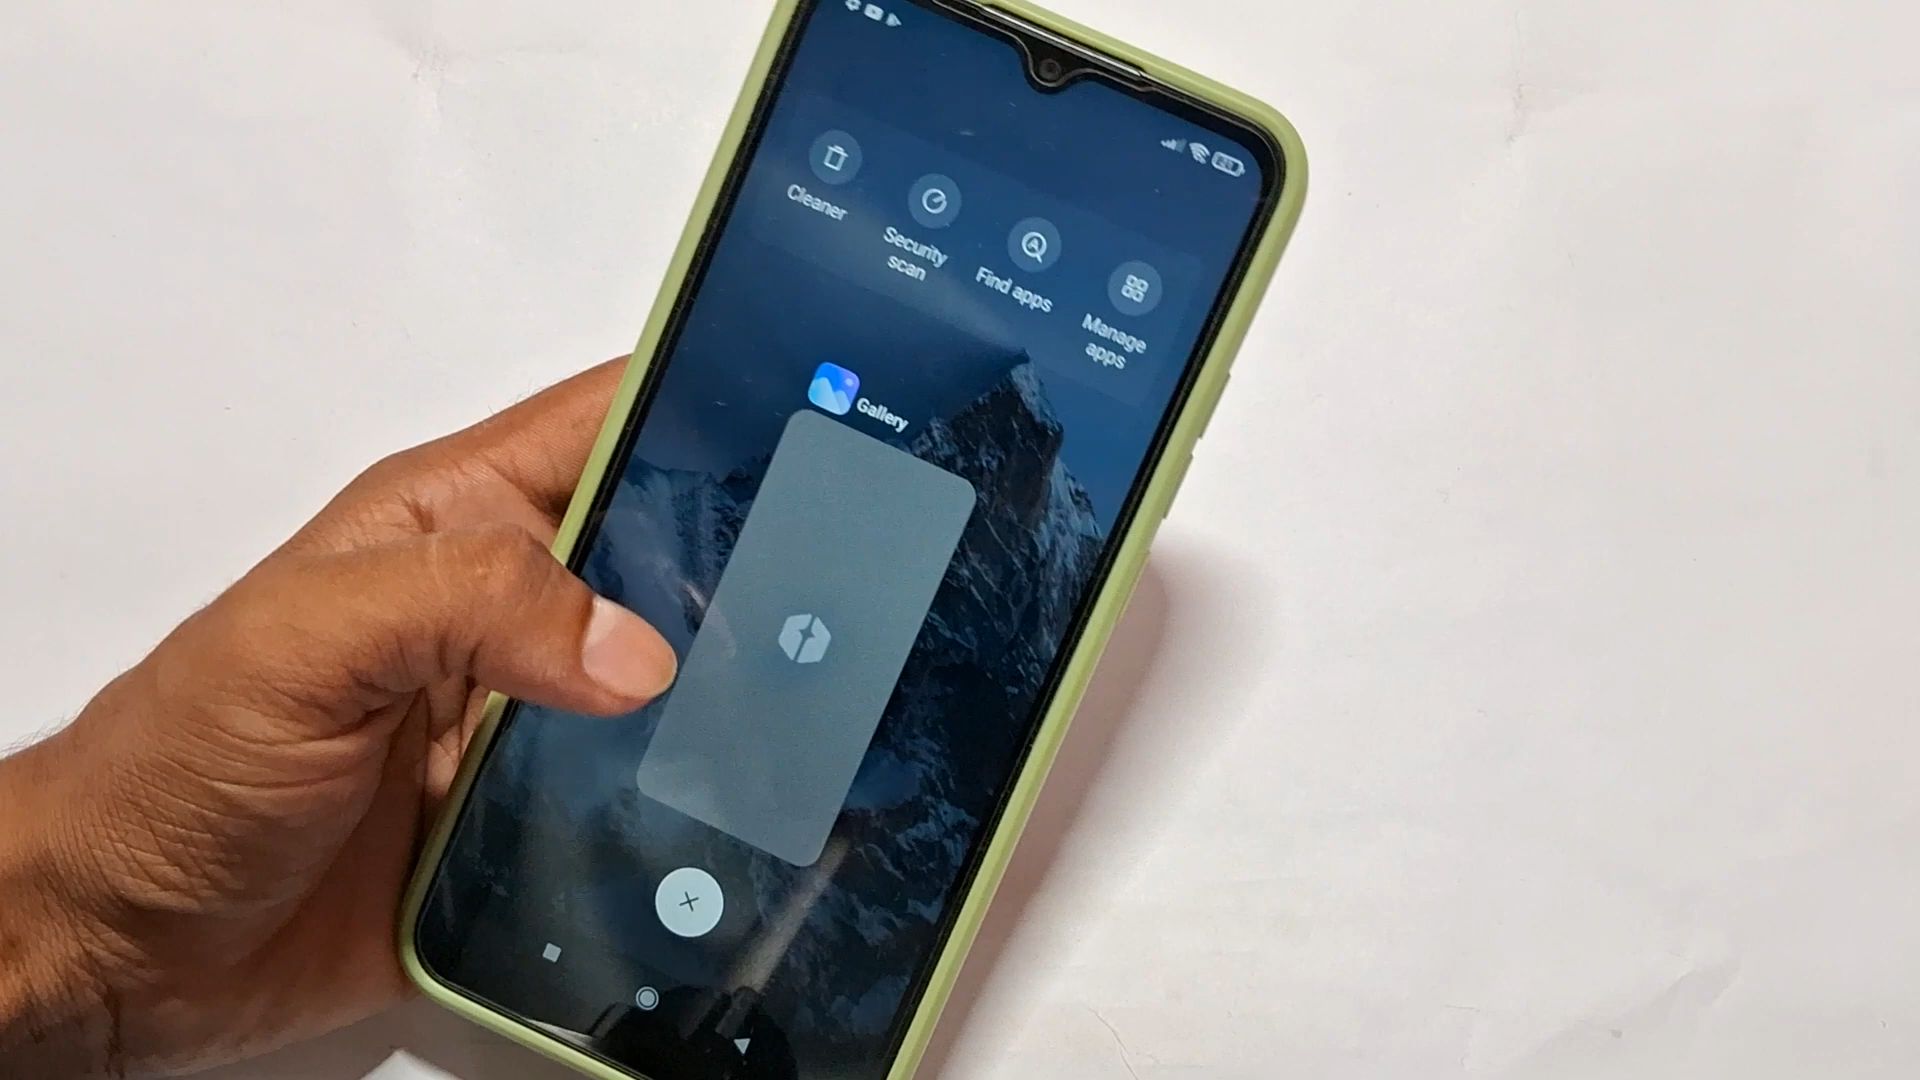 Cleaner
Security
scan
Find apps
Manage
apps
Gallery